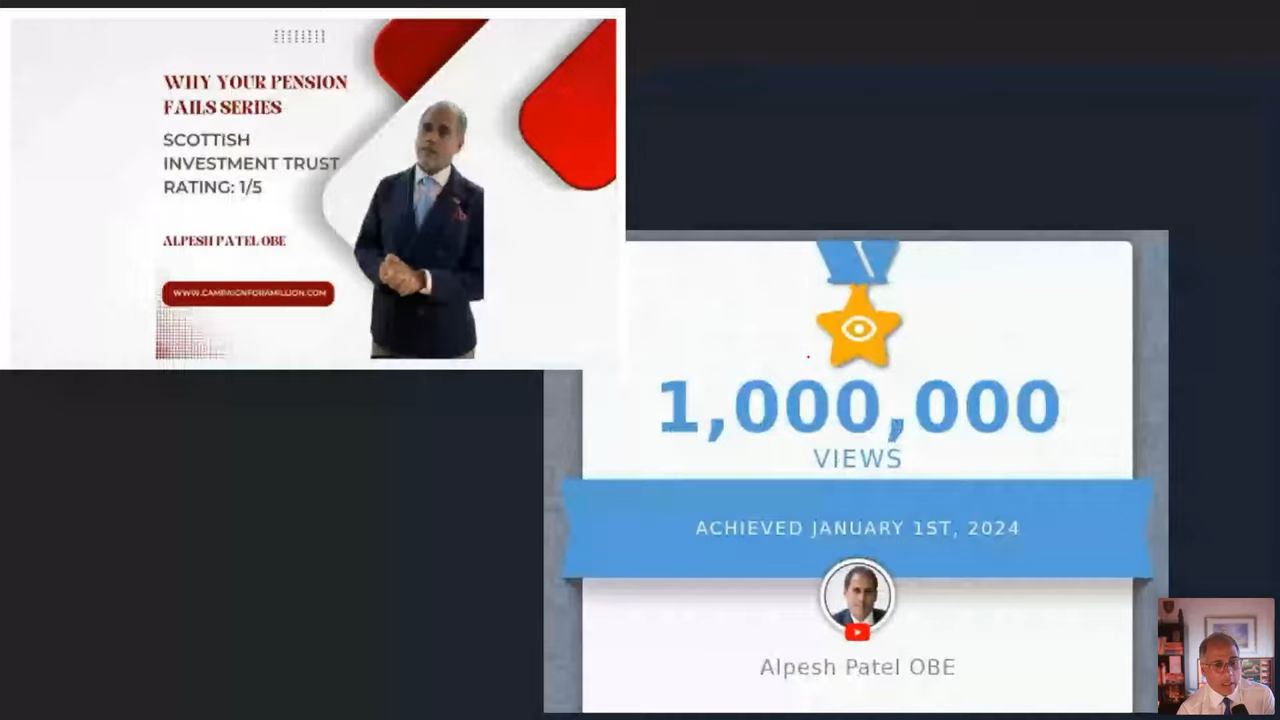 WHY YOUR PENSION
FAILS SERIES
SCOTTISH
INVESTMENT TRUST
RATING: 1/5
ALPESH PATEL OBE
WWW.CAMPAIGNFORAMILLION.COM
1,000,000
VIEWS
ACHIEVED JANUARY 1ST, 2024
Alpesh Patel OBE